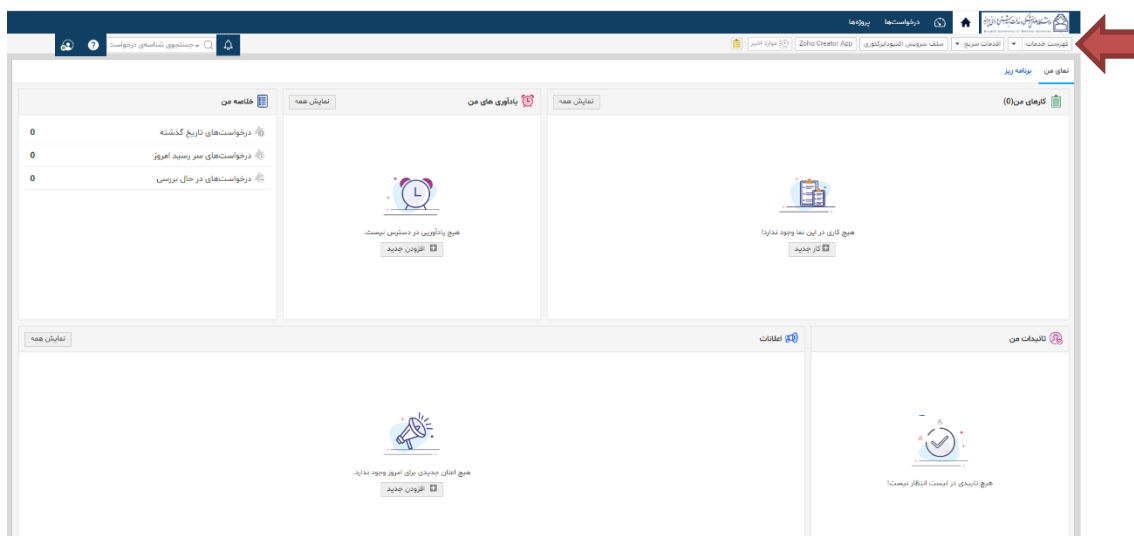 درخواست‌ها پروژه‌ها
فهرست خدمات اقدمات سریع سلف سرویس اکتیودایرکتوری Zoho Creator App موارد اخیر جستجوی شناسه‌ی درخواست
نمای من برنامه ریز
کارهای من(0) نمایش همه
هیچ کاری در این نما وجود ندارد!
کار جدید
یادآوری های من نمایش همه
هیچ یادآوریی در دسترس نیست.
افزودن جدید
خلاصه من
درخواست‌های تاریخ گذشته 0
درخواست‌های سر رسید امروز 0
درخواست‌های در حال بررسی 0
تائیدات من
هیچ تاییدی در لیست انتظار نیست!
اعلانات نمایش همه
هیچ اعلان جدیدی برای امروز وجود ندارد.
افزودن جدید